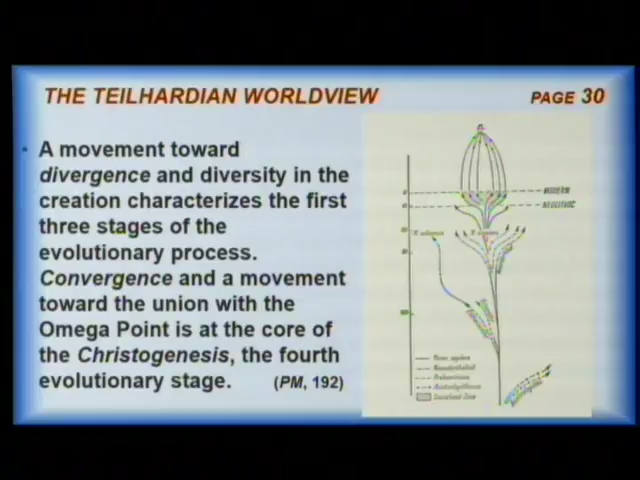 THE TEILHARDIAN WORLDVIEW
PAGE 30
A movement toward
divergence and diversity in the
creation characterizes the first
three stages of the
evolutionary process.
Convergence and a movement
toward the union with the
Omega Point is at the core of
the Christogenesis, the fourth
evolutionary stage. (PM, 192)
MODERN
NEOLITHIC